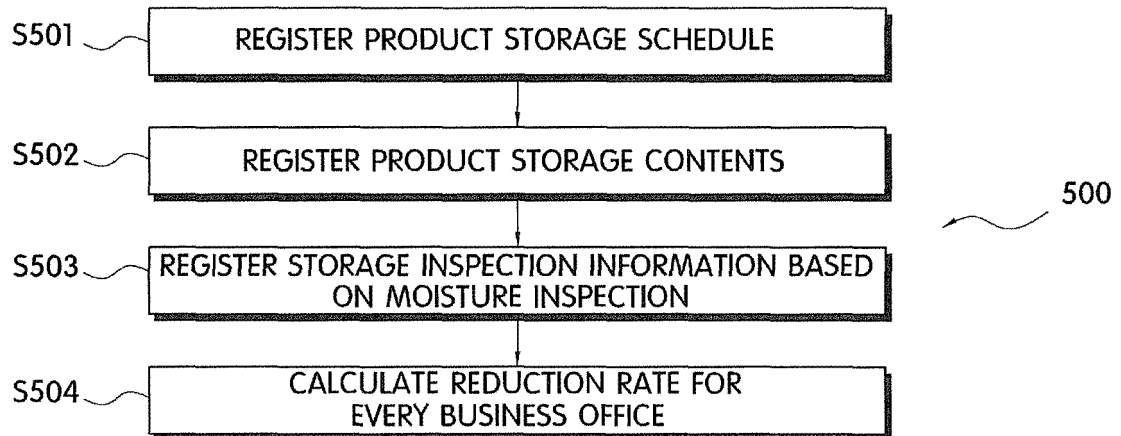 S501
REGISTER PRODUCT STORAGE SCHEDULE
S502
REGISTER PRODUCT STORAGE CONTENTS
500
S503
REGISTER STORAGE INSPECTION INFORMATION BASED
ON MOISTURE INSPECTION
S504
CALCULATE REDUCTION RATE FOR
EVERY BUSINESS OFFICE